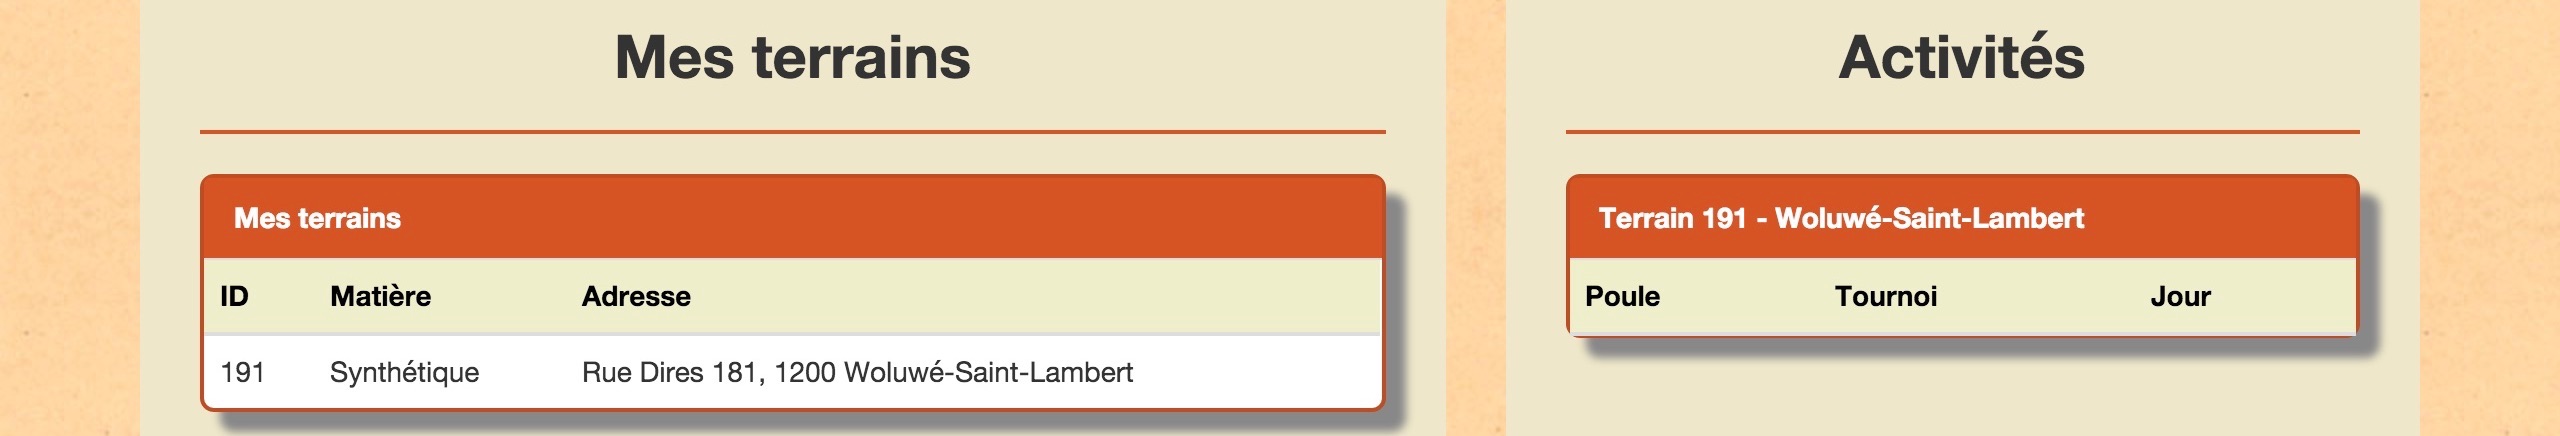 Mes terrains
Mes terrains
ID Matière Adresse
191 Synthétique Rue Dires 181, 1200 Woluwé-Saint-Lambert
Activités
Terrain 191 - Woluwé-Saint-Lambert
Poule Tournoi Jour